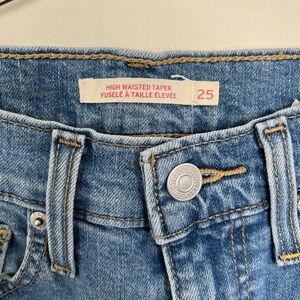 HIGH WAISTED TAPER
FUSELÉ À TAILLE ÉLEVÉE
25